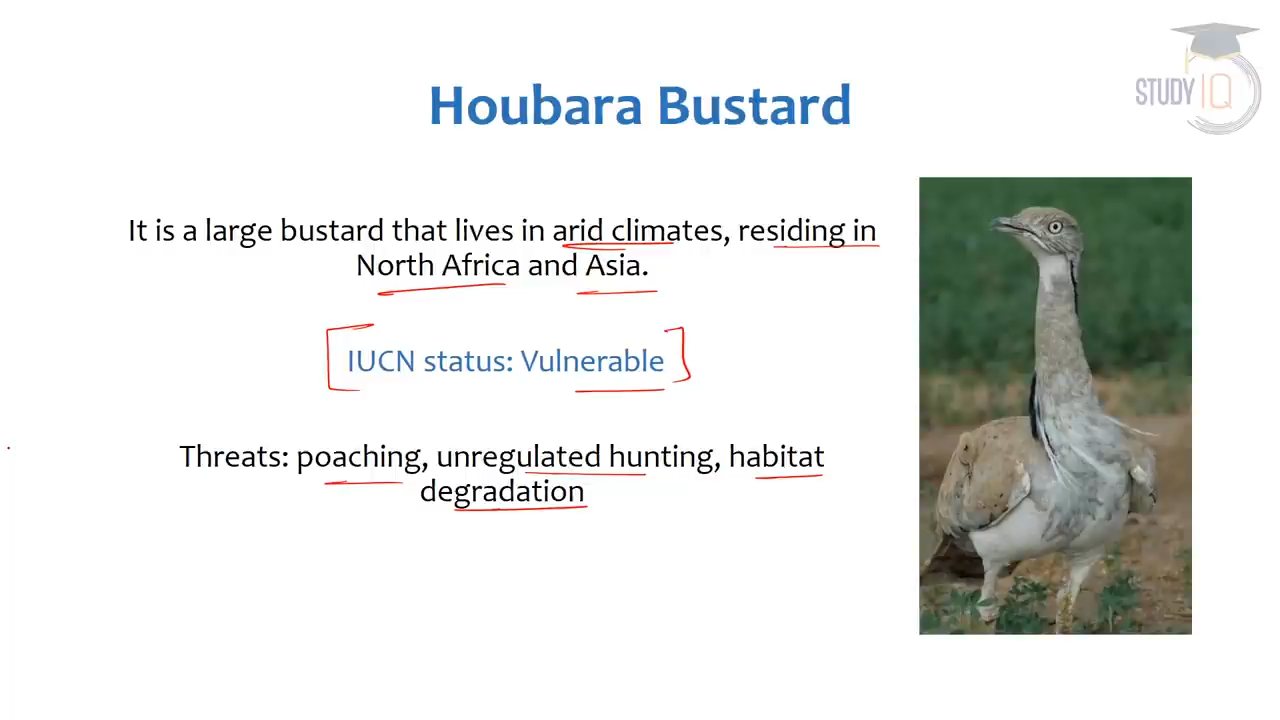 STUDY IQ
Houbara Bustard
It is a large bustard that lives in arid climates, residing in
North Africa and Asia.
IUCN status: Vulnerable
Threats: poaching, unregulated hunting, habitat
degradation